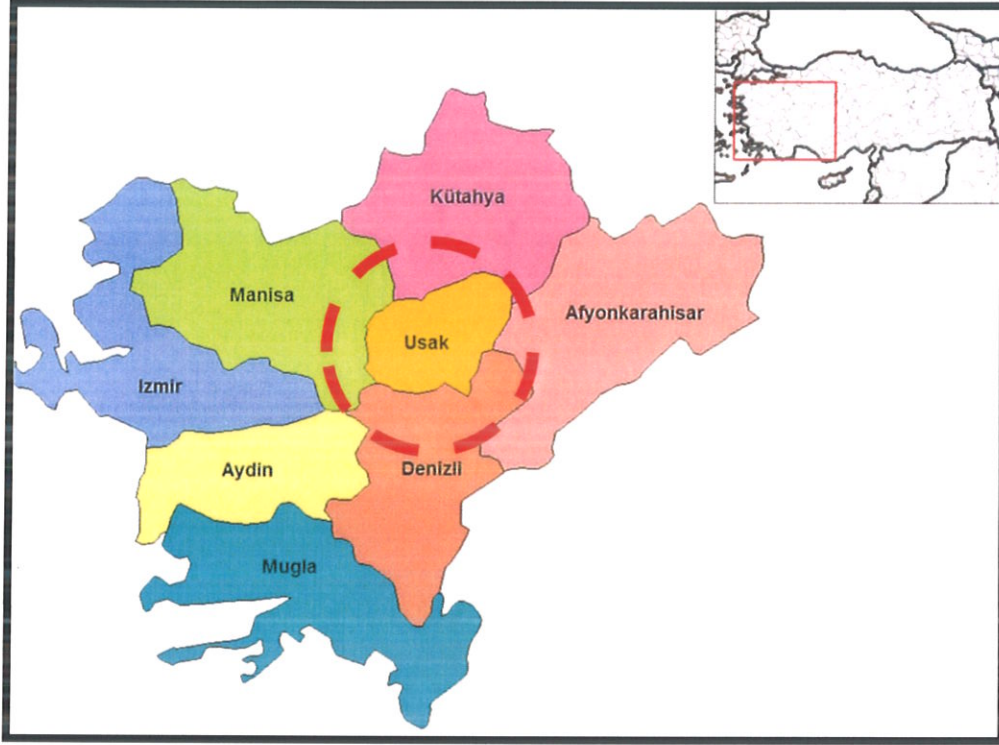 Kütahya
Manisa
Afyonkarahisar
Usak
Izmir
Aydin
Denizli
Mugla